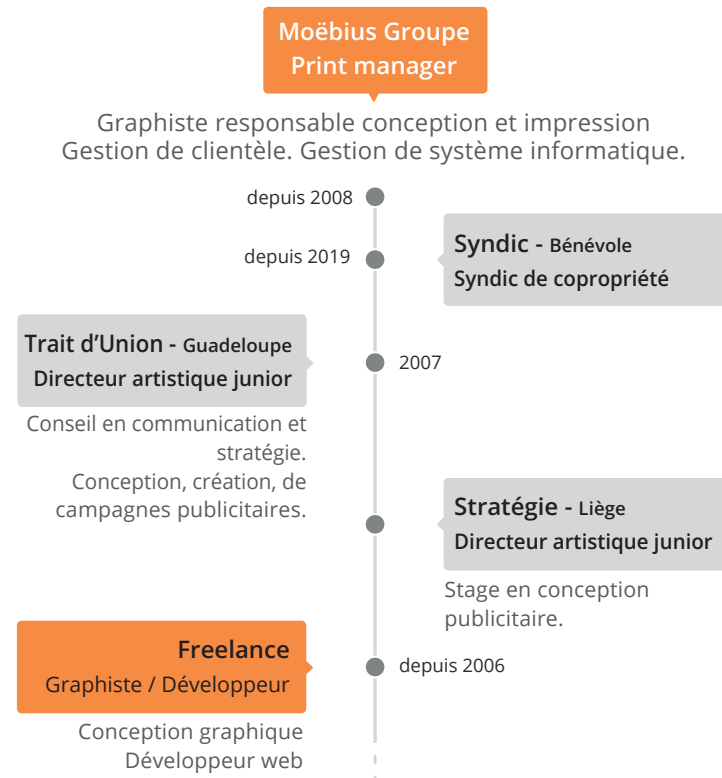 Moëbius Groupe
Print manager
Graphiste responsable conception et impression
Gestion de clientèle. Gestion de système informatique.
depuis 2008
depuis 2019
Syndic - Bénévole
Syndic de copropriété
Trait d’Union - Guadeloupe
Directeur artistique junior
2007
Conseil en communication et
stratégie.
Conception, création, de
campagnes publicitaires.
Stratégie - Liège
Directeur artistique junior
Stage en conception
publicitaire.
Freelance
Graphiste / Développeur
depuis 2006
Conception graphique
Développeur web